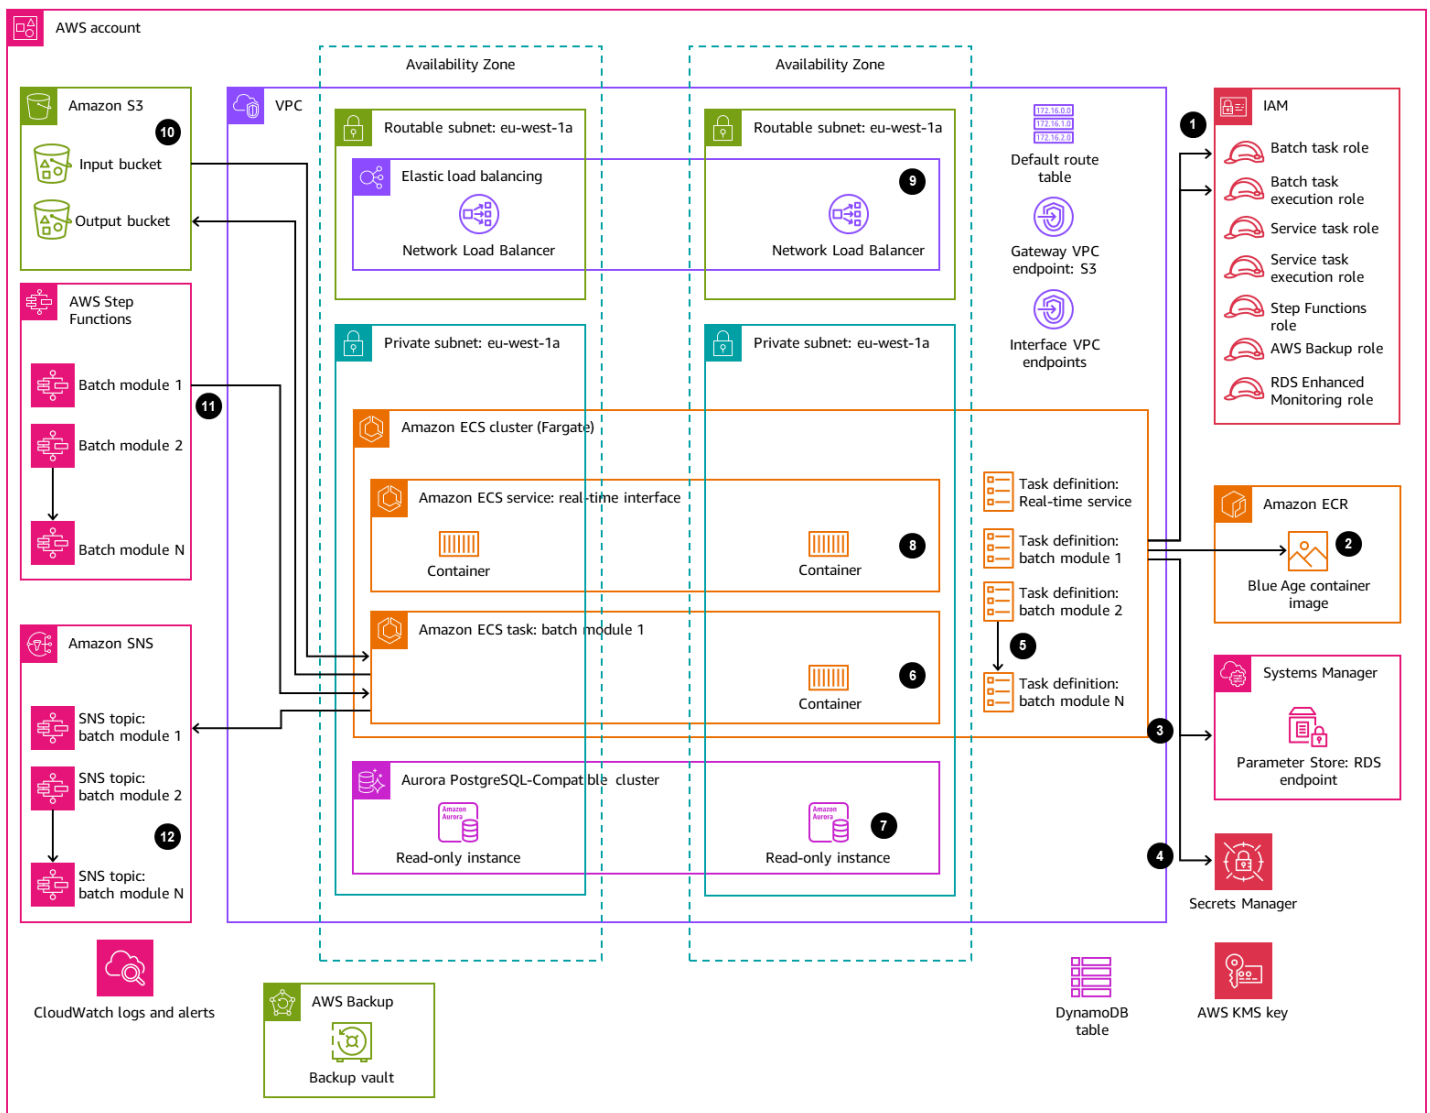 AWS account
Availability Zone
Availability Zone
Amazon S3
10
Input bucket
Output bucket
AWS Step
Functions
Batch module 1
11
Batch module 2
Batch module N
Amazon SNS
SNS topic:
batch module 1
SNS topic:
batch module 2
12
SNS topic:
batch module N
CloudWatch logs and alerts
VPC
Routable subnet: eu-west-1a
Routable subnet: eu-west-1a
Elastic load balancing
9
Network Load Balancer
Network Load Balancer
Private subnet: eu-west-1a
Private subnet: eu-west-1a
Amazon ECS cluster (Fargate)
Amazon ECS service: real-time interface
8
Container
Container
Amazon ECS task: batch module 1
6
Container
Aurora PostgreSQL-Compatible cluster
Amazon
Aurora
Amazon
Aurora
7
Read-only instance
Read-only instance
172.16.0.0
172.16.1.0
172.16.2.0
Default route
table
Gateway VPC
endpoint: S3
Interface VPC
endpoints
Task definition:
Real-time service
Task definition:
batch module 1
Task definition:
batch module 2
5
Task definition:
batch module N
1
IAM
Batch task role
Batch task
execution role
Service task role
Service task
execution role
Step Functions
role
AWS Backup role
RDS Enhanced
Monitoring role
Amazon ECR
2
Blue Age container
image
Systems Manager
3
Parameter Store: RDS
endpoint
4
Secrets Manager
AWS KMS key
DynamoDB
table
AWS Backup
Backup vault